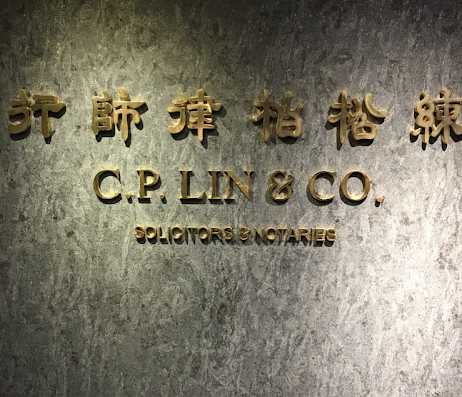 練松柏律師行
C.P. LIN & CO.
SOLICITORS & NOTARIES